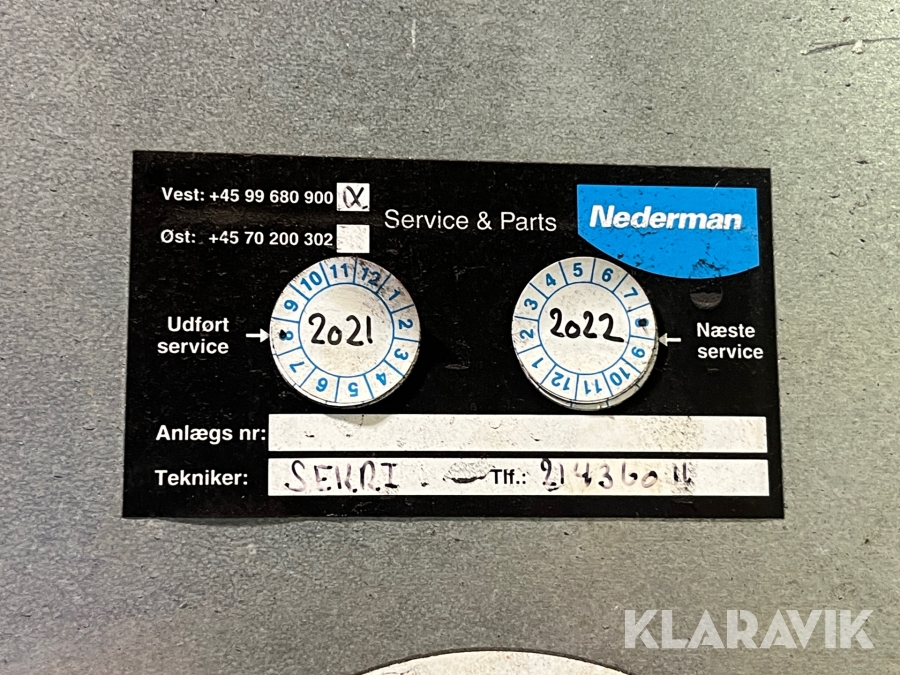 Vest: +45 99 680 900 X
Øst: +45 70 200 302
Service & Parts
Nederman
Udført
service
10 11 12 1 2 3 4 5 6 7 8 9
2021
1 2 3 4 5 6 7 9 10 11 12
2022
Næste
service
Anlægs nr:
Tekniker: Tlf.:
KLARAVIK